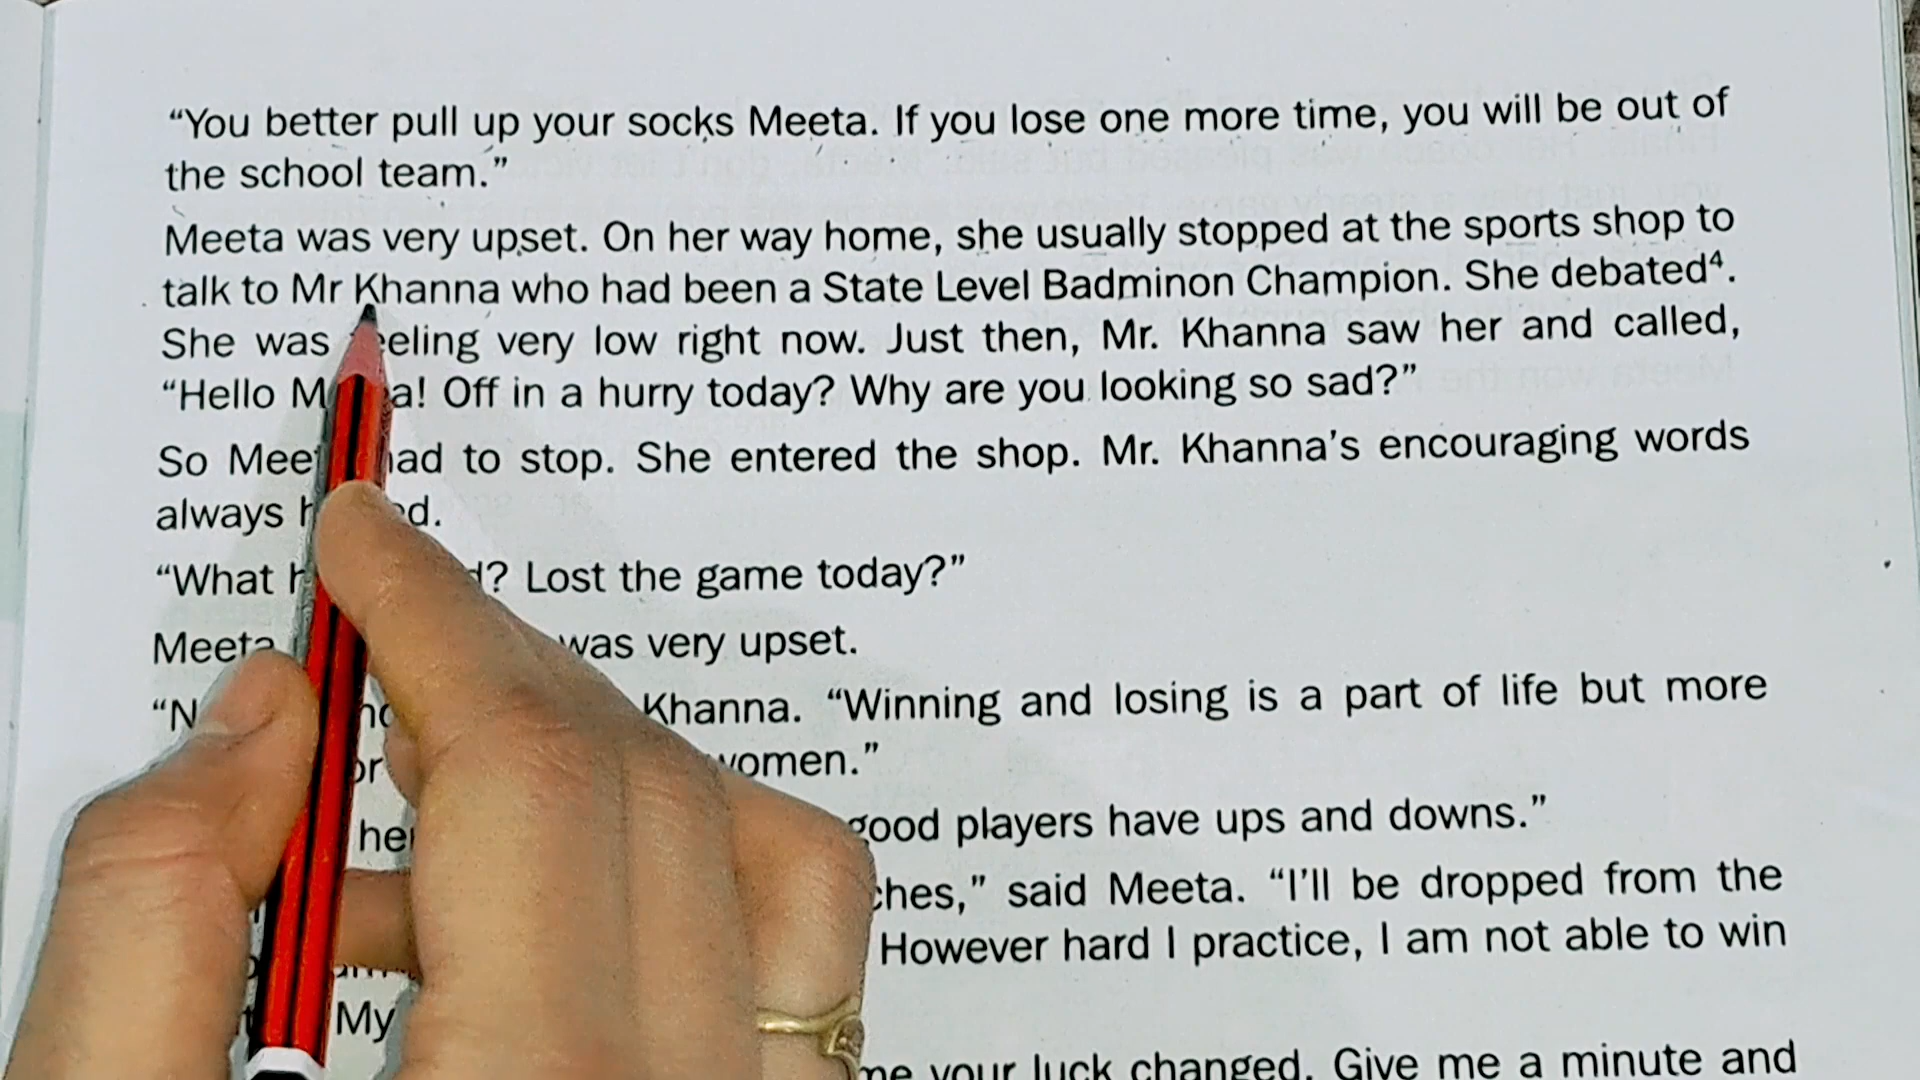 “You better pull up your socks Meeta. If you lose one more time, you will be out of
the school team.”
Meeta was very upset. On her way home, she usually stopped at the sports shop to
talk to Mr Khanna who had been a State Level Badminon Champion. She debated⁴.
She was very low right now. Just then, Mr. Khanna saw her and called,
“Hello Off in a hurry today? Why are you looking so sad?”
So to stop. She entered the shop. Mr. Khanna’s encouraging words
always
“What Lost the game today?”
Meeta was very upset.
Khanna. “Winning and losing is a part of life but more
women.”
good players have ups and downs.”
said Meeta. “I’ll be dropped from the
However hard I practice, I am not able to win
My
your luck changed. Give me a minute and